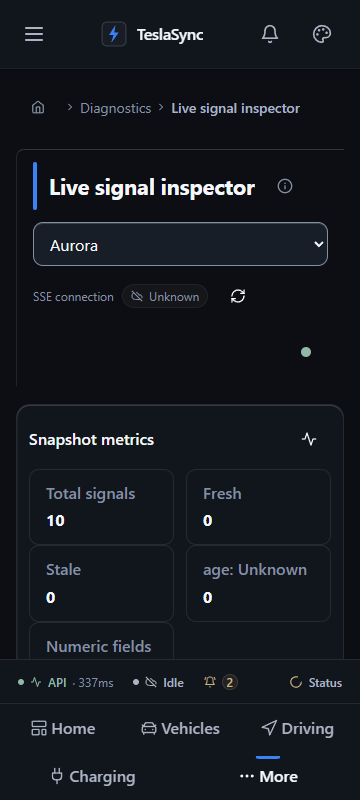 TeslaSync
Diagnostics Live signal inspector
Live signal inspector
Aurora
SSE connection Unknown
Snapshot metrics
Total signals
10
Fresh
0
Stale
0
age: Unknown
0
Numeric fields
API · 337ms Idle 2 Status
Home Vehicles Driving
Charging More